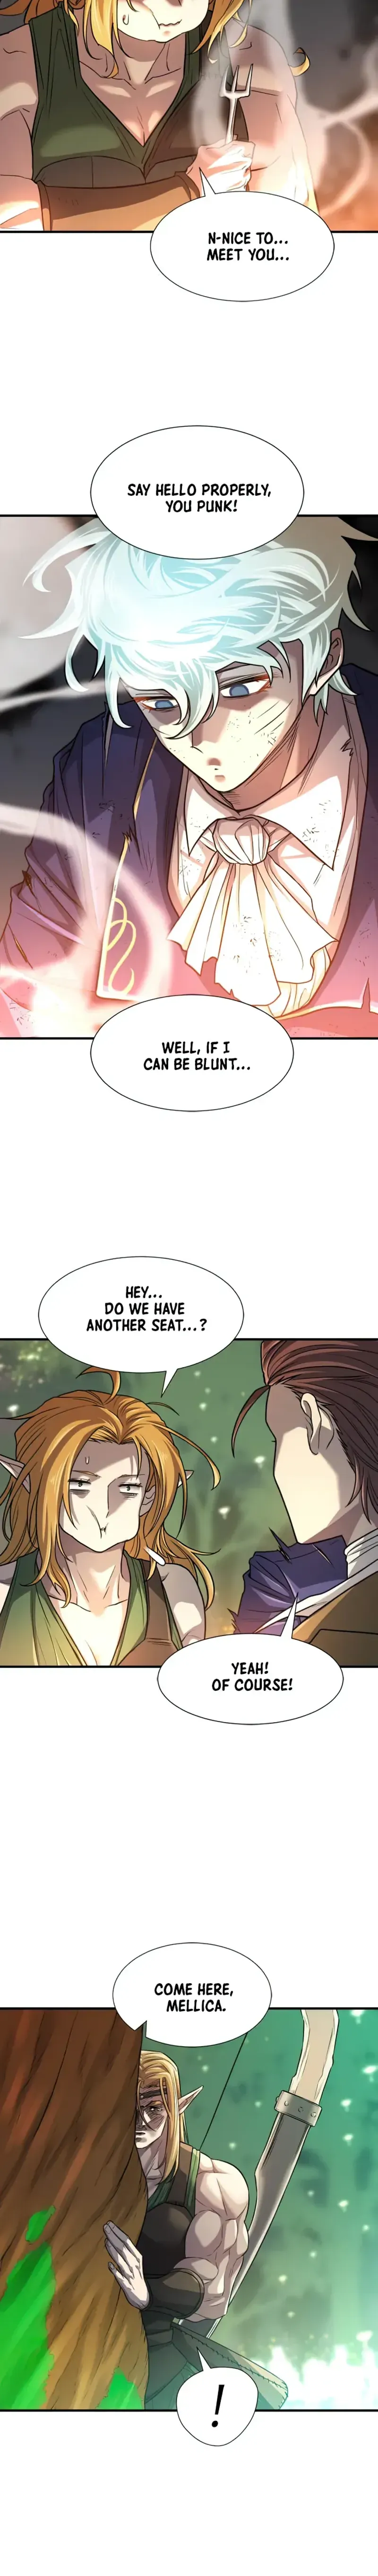 N-NICE TO...
MEET YOU...
SAY HELLO PROPERLY,
YOU PUNK!
WELL, IF I
CAN BE BLUNT...
HEY...
DO WE HAVE
ANOTHER SEAT...?
YEAH!
OF COURSE!
COME HERE,
MELLICA.
!